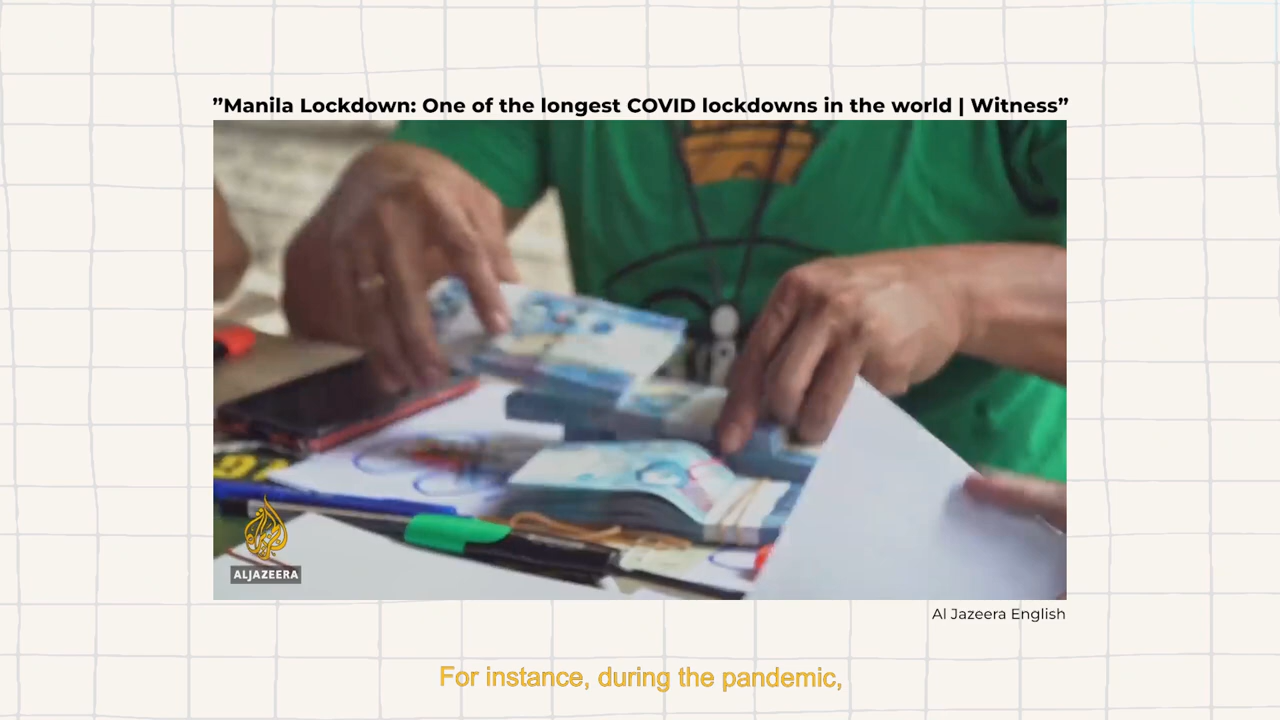 ”Manila Lockdown: One of the longest COVID lockdowns in the world | Witness”
ALJAZEERA
Al Jazeera English
For instance, during the pandemic,